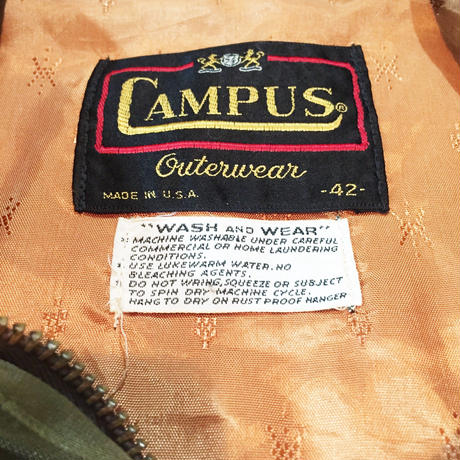 CAMPUS®
Outerwear
MADE IN U.S.A. -42-
"WASH AND WEAR"
MACHINE WASHABLE UNDER CAREFUL
COMMERCIAL OR HOME LAUNDERING
CONDITIONS.
USE LUKEWARM WATER. NO
BLEACHING AGENTS.
DO NOT WRING, SQUEEZE OR SUBJECT
TO SPIN DRY MACHINE CYCLE.
HANG TO DRY ON RUST PROOF HANGER